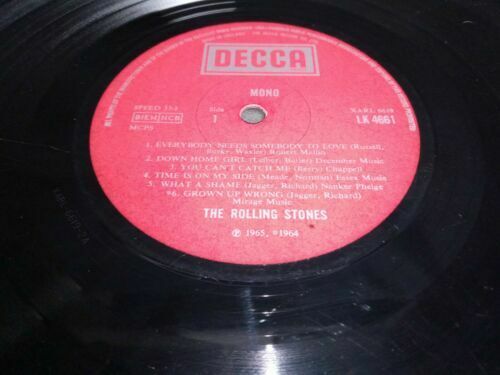 DECCA
MONO
SPEED 33⅓
BIEM/NCB
MCPS
Side
1
XARL 6619
LK 4661
1. EVERYBODY NEEDS SOMEBODY TO LOVE (Russell,
Burke, Wexler) Robert Mellin
2. DOWN HOME GIRL (Leiber, Butler) December Music
3. YOU CAN'T CATCH ME (Berry) Chappell
4. TIME IS ON MY SIDE (Meade, Norman) Essex Music
5. WHAT A SHAME (Jagger, Richard) Nanker Phelge
*6. GROWN UP WRONG (Jagger, Richard)
Mirage Music
THE ROLLING STONES
℗ 1965, *1964